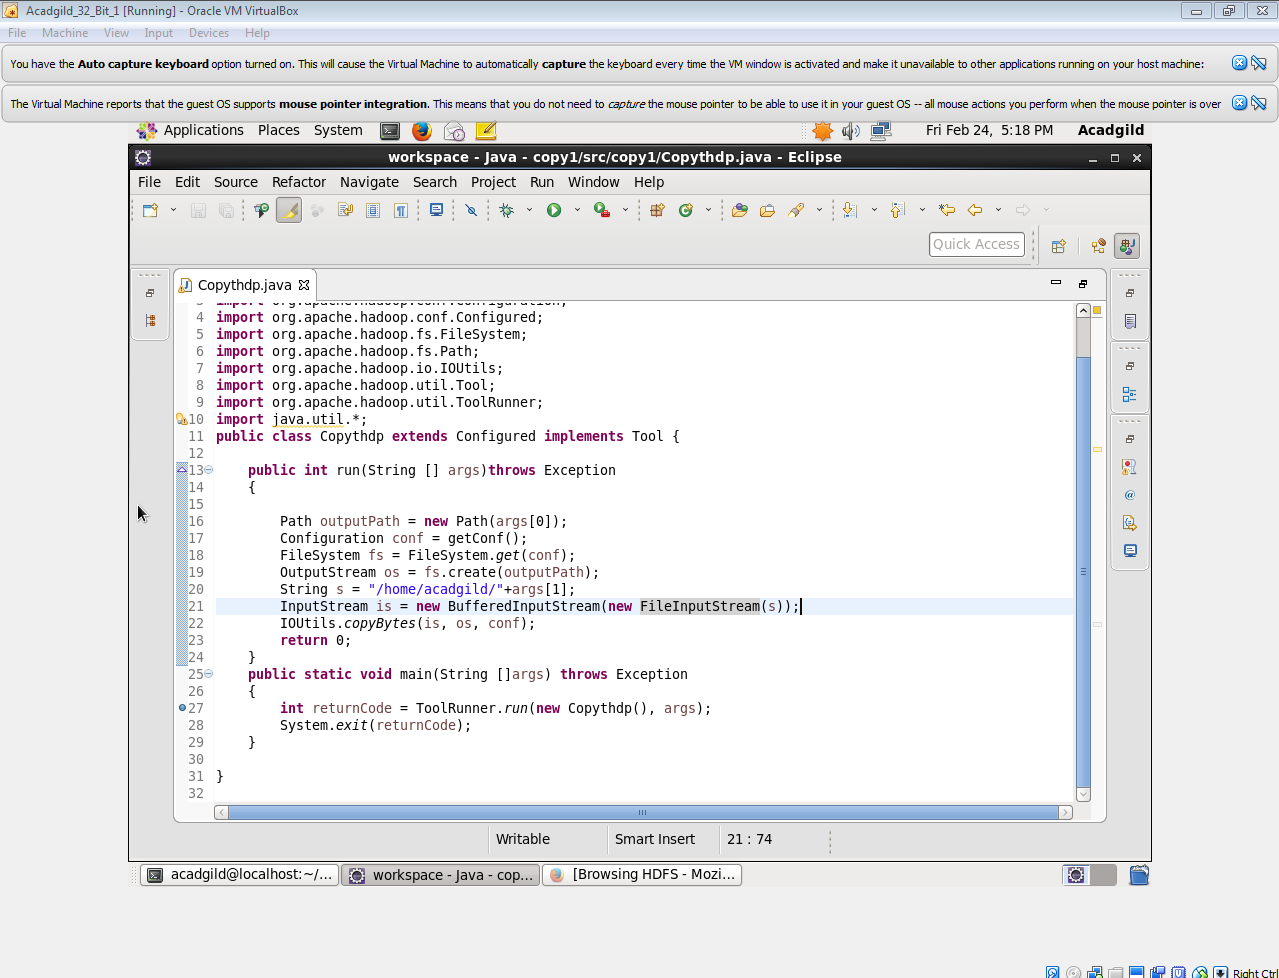 Acadgild_32_Bit_1 [Running] - Oracle VM VirtualBox
File Machine View Input Devices Help
You have the Auto capture keyboard option turned on. This will cause the Virtual Machine to automatically capture the keyboard every time the VM window is activated and make it unavailable to other applications running on your host machine:
The Virtual Machine reports that the guest OS supports mouse pointer integration. This means that you do not need to capture the mouse pointer to be able to use it in your guest OS -- all mouse actions you perform when the mouse pointer is over
Applications Places System Fri Feb 24, 5:18 PM Acadgild
workspace - Java - copy1/src/copy1/Copythdp.java - Eclipse
File Edit Source Refactor Navigate Search Project Run Window Help
Quick Access
Copythdp.java
3 import org.apache.hadoop.conf.Configuration;
4 import org.apache.hadoop.conf.Configured;
5 import org.apache.hadoop.fs.FileSystem;
6 import org.apache.hadoop.fs.Path;
7 import org.apache.hadoop.io.IOUtils;
8 import org.apache.hadoop.util.Tool;
9 import org.apache.hadoop.util.ToolRunner;
10 import java.util.*;
11 public class Copythdp extends Configured implements Tool {
12
13 public int run(String [] args)throws Exception
14 {
15
16 Path outputPath = new Path(args[0]);
17 Configuration conf = getConf();
18 FileSystem fs = FileSystem.get(conf);
19 OutputStream os = fs.create(outputPath);
20 String s = "/home/acadgild/"+args[1];
21 InputStream is = new BufferedInputStream(new FileInputStream(s));
22 IOUtils.copyBytes(is, os, conf);
23 return 0;
24 }
25 public static void main(String []args) throws Exception
26 {
27 int returnCode = ToolRunner.run(new Copythdp(), args);
28 System.exit(returnCode);
29 }
30
31 }
32
Writable Smart Insert 21 : 74
acadgild@localhost:~/... workspace - Java - cop... [Browsing HDFS - Mozi...
Right Ctrl